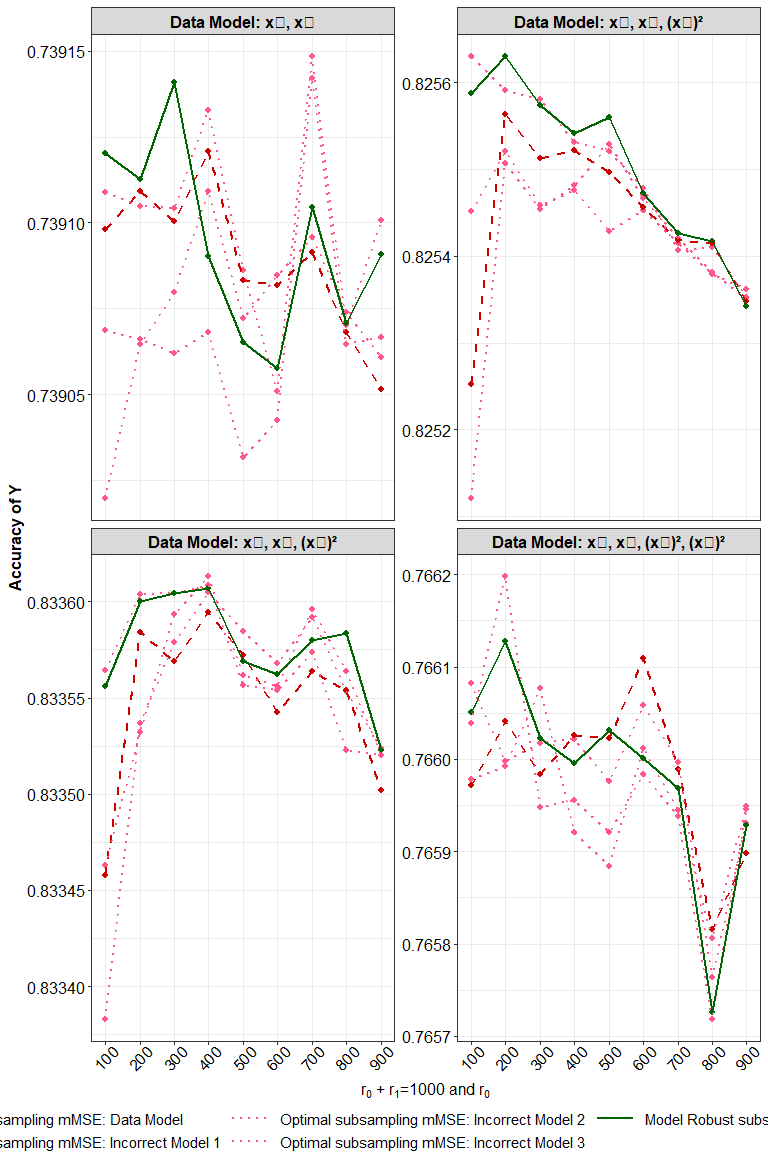 Data Model: x▯, x▯
Data Model: x▯, x▯, (x▯)²
0.73915
0.73910
0.73905
0.8256
0.8254
0.8252
Accuracy of Y
Data Model: x▯, x▯, (x▯)²
Data Model: x▯, x▯, (x▯)², (x▯)²
0.83360
0.83355
0.83350
0.83345
0.83340
0.7662
0.7661
0.7660
0.7659
0.7658
0.7657
100 200 300 400 500 600 700 800 900
100 200 300 400 500 600 700 800 900
r₀ + r₁=1000 and r₀
sampling mMSE: Data Model Optimal subsampling mMSE: Incorrect Model 2 Model Robust subs
sampling mMSE: Incorrect Model 1 Optimal subsampling mMSE: Incorrect Model 3